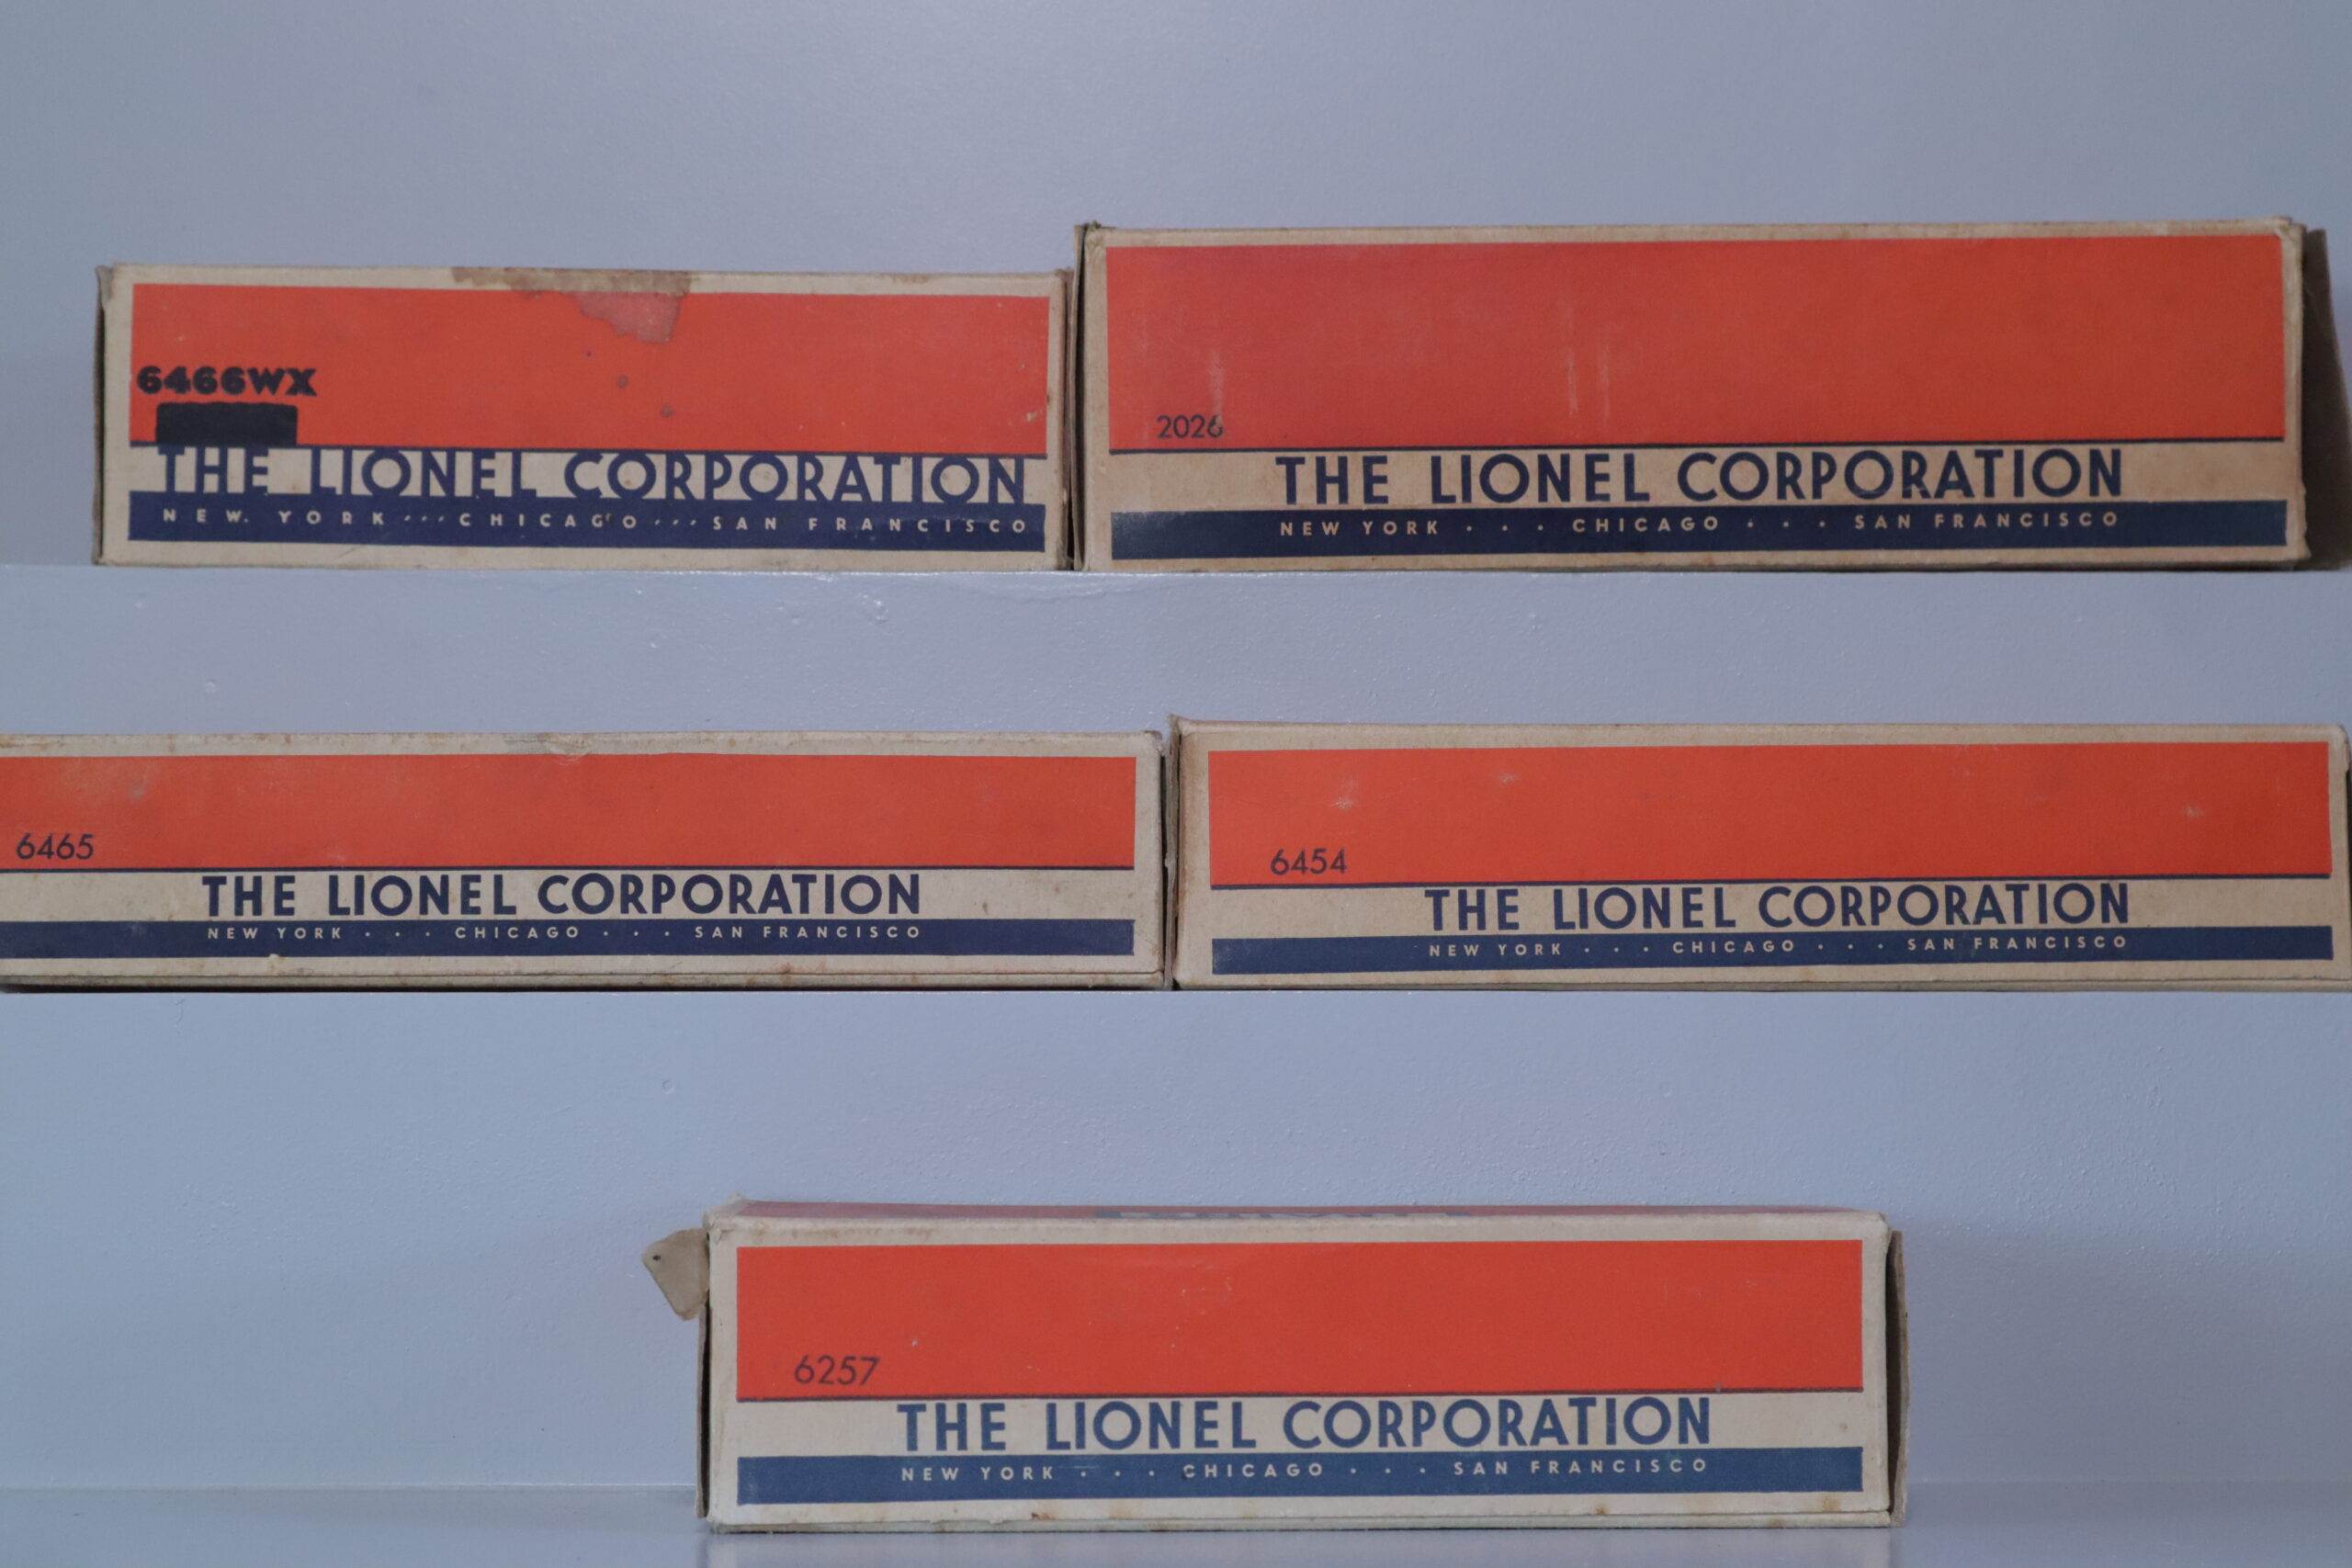 6466WX
THE LIONEL CORPORATION
NEW YORK ··· CHICAGO ··· SAN FRANCISCO
2026
THE LIONEL CORPORATION
NEW YORK · · · CHICAGO · · · SAN FRANCISCO
6465
THE LIONEL CORPORATION
NEW YORK · · · CHICAGO · · · SAN FRANCISCO
6454
THE LIONEL CORPORATION
NEW YORK · · · CHICAGO · · · SAN FRANCISCO
6257
THE LIONEL CORPORATION
NEW YORK · · · CHICAGO · · · SAN FRANCISCO